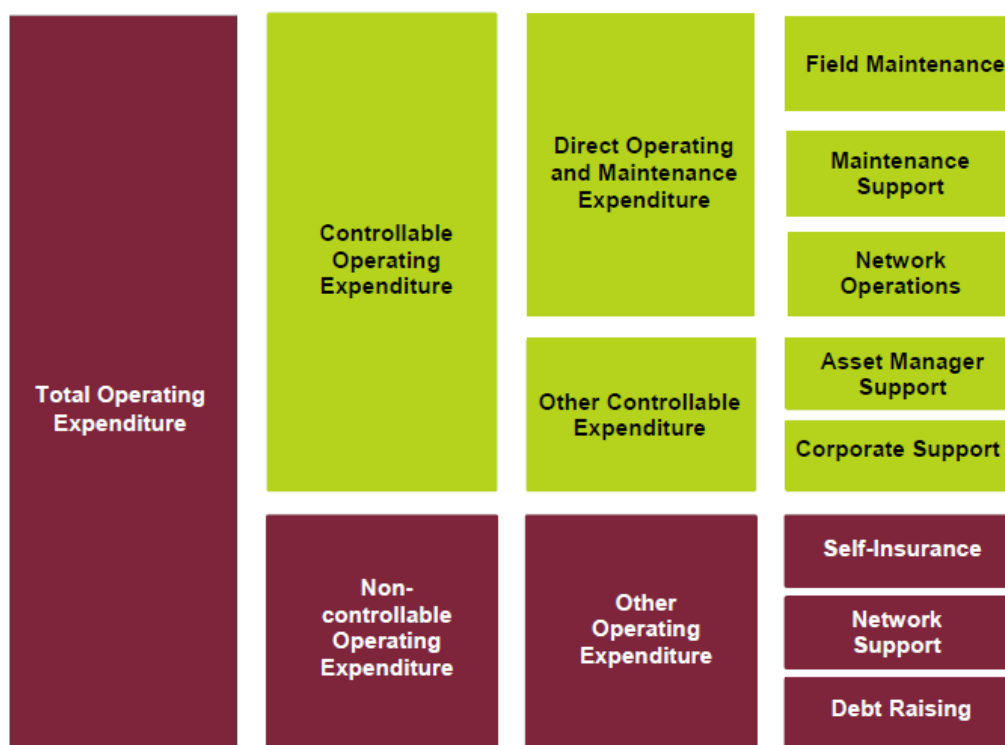 Total Operating
Expenditure
Controllable
Operating
Expenditure
Direct Operating
and Maintenance
Expenditure
Field Maintenance
Maintenance
Support
Network
Operations
Other Controllable
Expenditure
Asset Manager
Support
Corporate Support
Non-
controllable
Operating
Expenditure
Other
Operating
Expenditure
Self-Insurance
Network
Support
Debt Raising